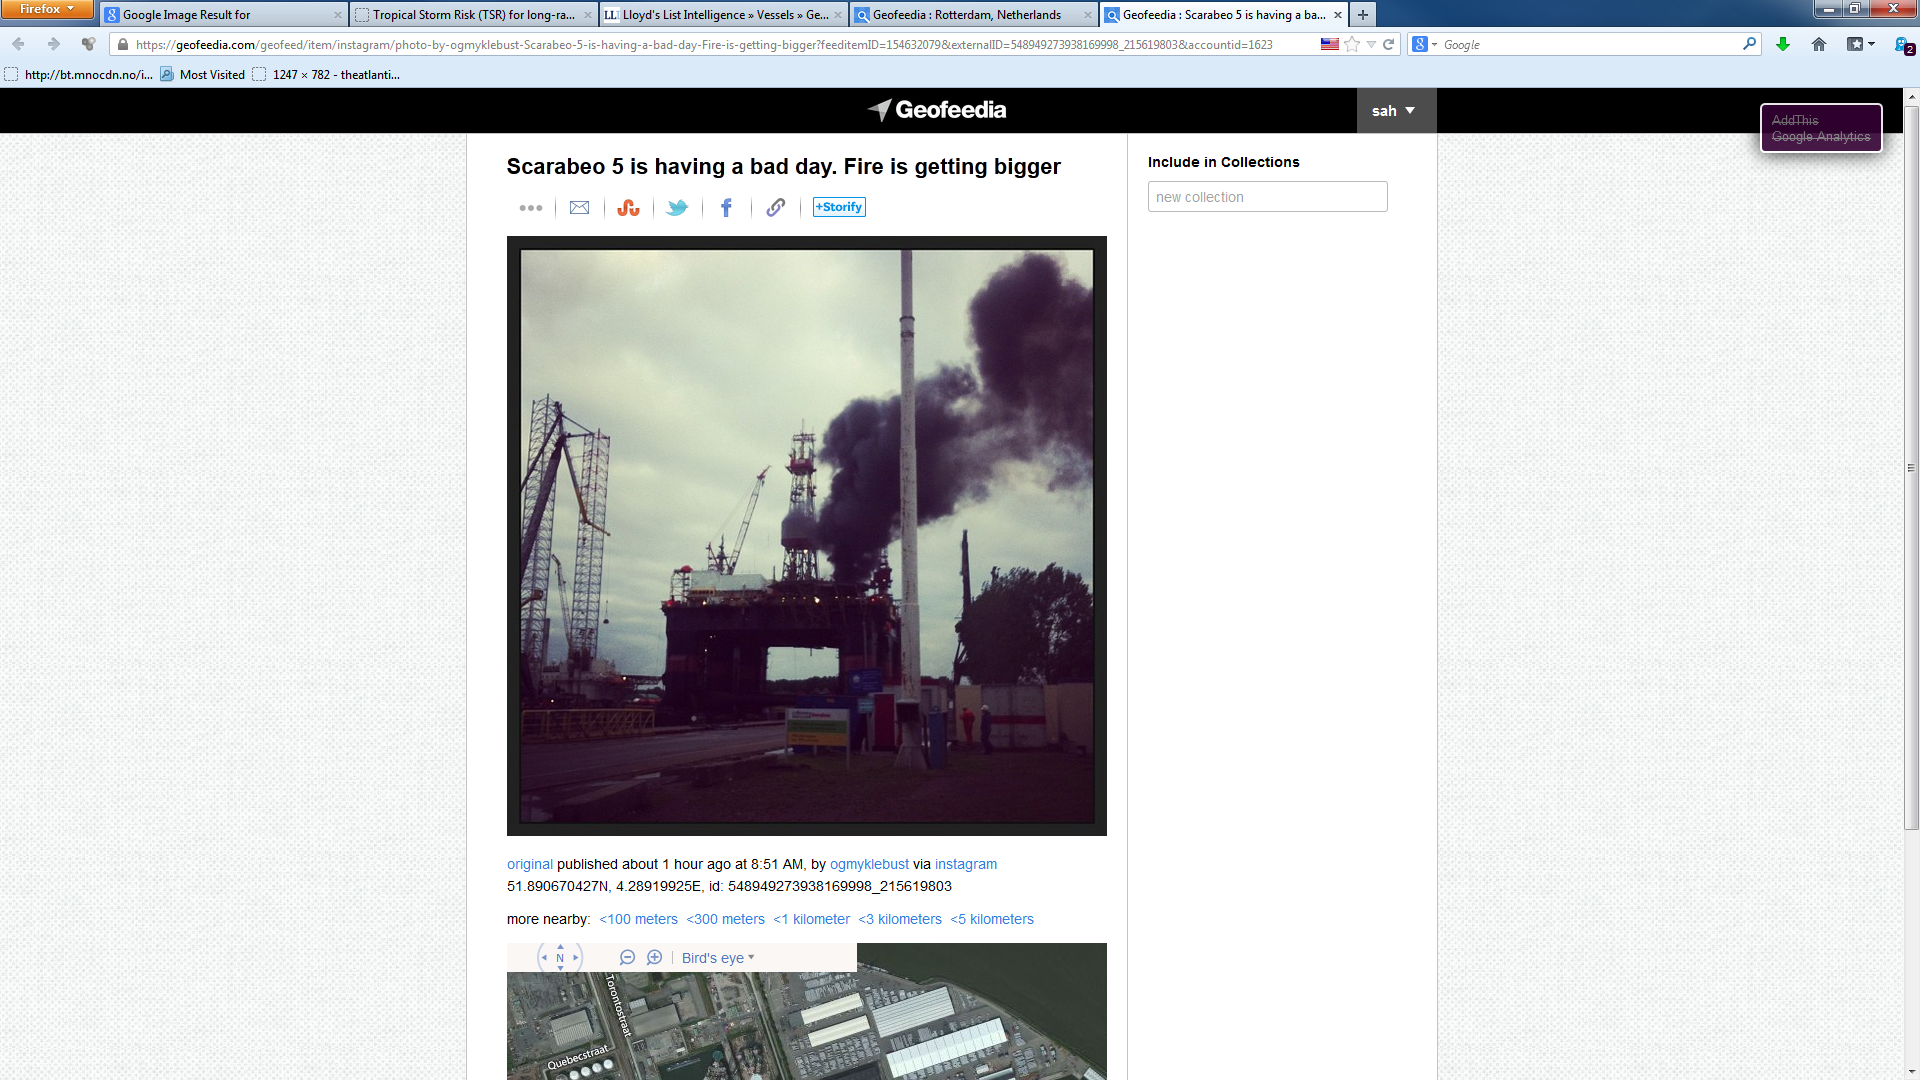 Firefox
Google Image Result for
Tropical Storm Risk (TSR) for long-ra...
Lloyd's List Intelligence » Vessels » Ge...
Geofeedia : Rotterdam, Netherlands
Geofeedia : Scarabeo 5 is having a ba...
https://geofeedia.com/geofeed/item/instagram/photo-by-ogmyklebust-Scarabeo-5-is-having-a-bad-day-Fire-is-getting-bigger?feeditemID=154632079&externalID=548949273938169998_215619803&accountid=1623
Google
2
http://bt.mnocdn.no/i...
Most Visited
1247 × 782 - theatlanti...
Geofeedia
sah
AddThis
Google Analytics
Scarabeo 5 is having a bad day. Fire is getting bigger
+Storify
Include in Collections
new collection
original published about 1 hour ago at 8:51 AM, by ogmyklebust via instagram
51.890670427N, 4.28919925E, id: 548949273938169998_215619803
more nearby: <100 meters <300 meters <1 kilometer <3 kilometers <5 kilometers
N
Bird's eye
Torontostraat
Quebecstraat